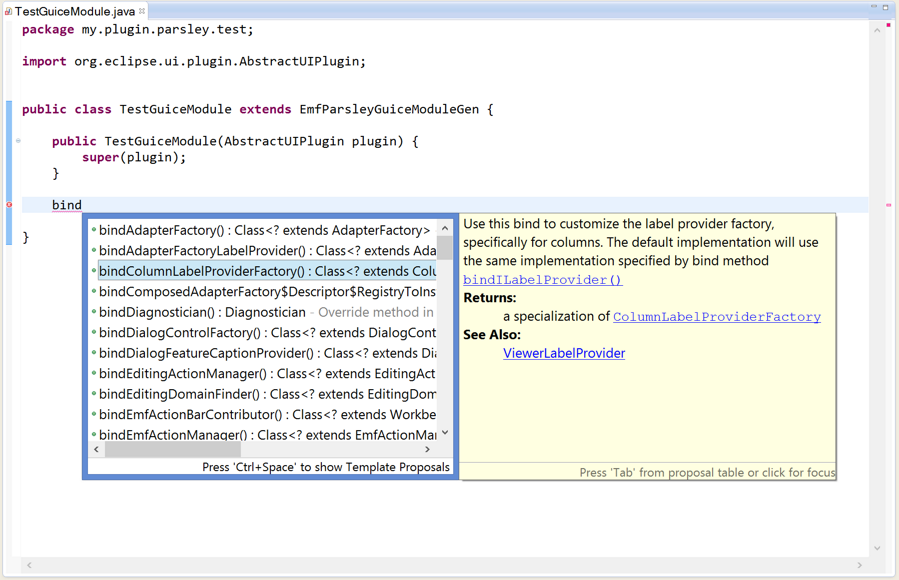 TestGuiceModule.java
package my.plugin.parsley.test;
import org.eclipse.ui.plugin.AbstractUIPlugin;
public class TestGuiceModule extends EmfParsleyGuiceModuleGen {
public TestGuiceModule(AbstractUIPlugin plugin) {
super(plugin);
}
bind
}
bindAdapterFactory() : Class<? extends AdapterFactory>
bindAdapterFactoryLabelProvider() : Class<? extends Ada
bindColumnLabelProviderFactory() : Class<? extends Colu
bindComposedAdapterFactory$Descriptor$RegistryToIns
bindDiagnostician() : Diagnostician - Override method in
bindDialogControlFactory() : Class<? extends DialogCont
bindDialogFeatureCaptionProvider() : Class<? extends Dia
bindEditingActionManager() : Class<? extends EditingAct
bindEditingDomainFinder() : Class<? extends EditingDom
bindEmfActionBarContributor() : Class<? extends Workbe
bindEmfActionManager() : Class<? extends EmfActionMa
Press 'Ctrl+Space' to show Template Proposals
Use this bind to customize the label provider factory,
specifically for columns. The default implementation will use
the same implementation specified by bind method
bindILabelProvider()
Returns:
a specialization of ColumnLabelProviderFactory
See Also:
ViewerLabelProvider
Press 'Tab' from proposal table or click for focus